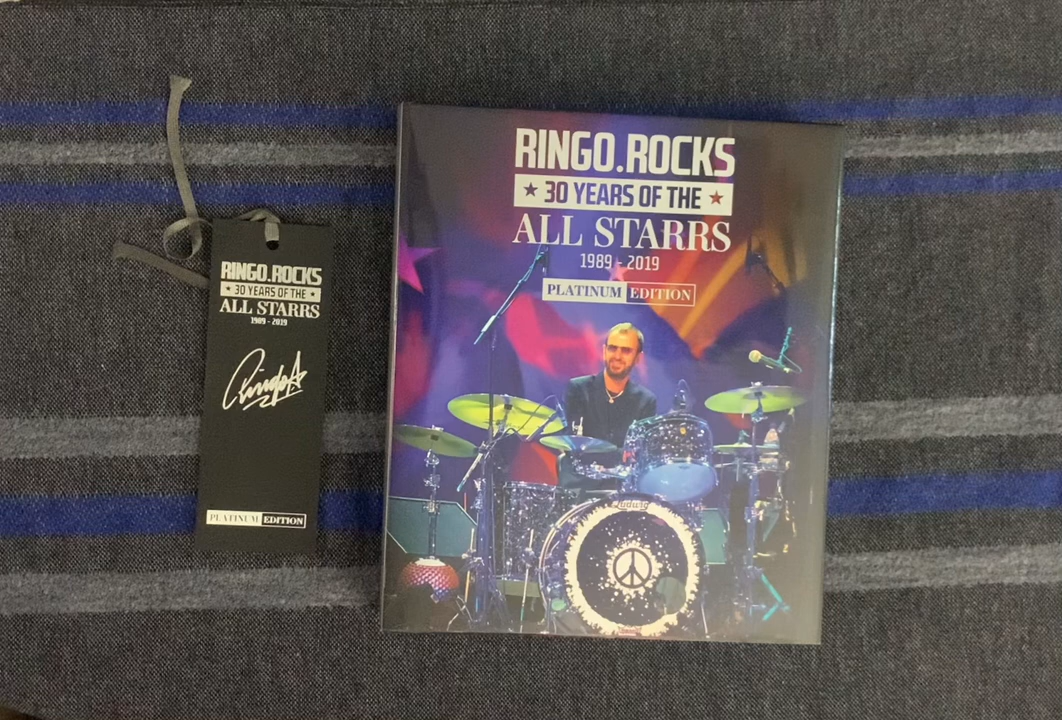 RINGO.ROCKS
★ 30 YEARS OF THE ★
ALL STARRS
1989 - 2019
Ringo
PLATINUM EDITION
RINGO.ROCKS
★ 30 YEARS OF THE ★
ALL STARRS
1989 - 2019
PLATINUM EDITION
Ludwig